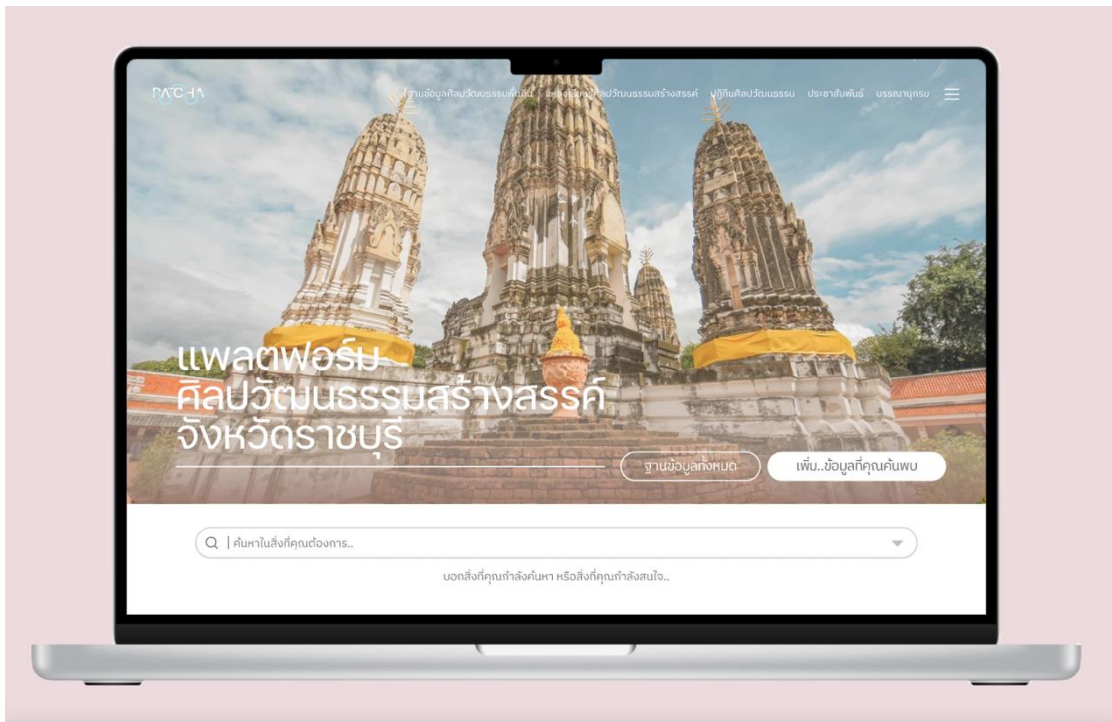 RATCHA
ฐานข้อมูลศิลปวัฒนธรรมพื้นถิ่น แหล่งเรียนรู้ศิลปวัฒนธรรมสร้างสรรค์ ปฏิทินศิลปวัฒนธรรม ประชาสัมพันธ์ บรรณานุกรม
แพลตฟอร์ม
ศิลปวัฒนธรรมสร้างสรรค์
จังหวัดราชบุรี
ฐานข้อมูลทั้งหมด
เพิ่ม..ข้อมูลที่คุณค้นพบ
ค้นหาในสิ่งที่คุณต้องการ..
บอกสิ่งที่คุณกำลังค้นหา หรือสิ่งที่คุณกำลังสนใจ..